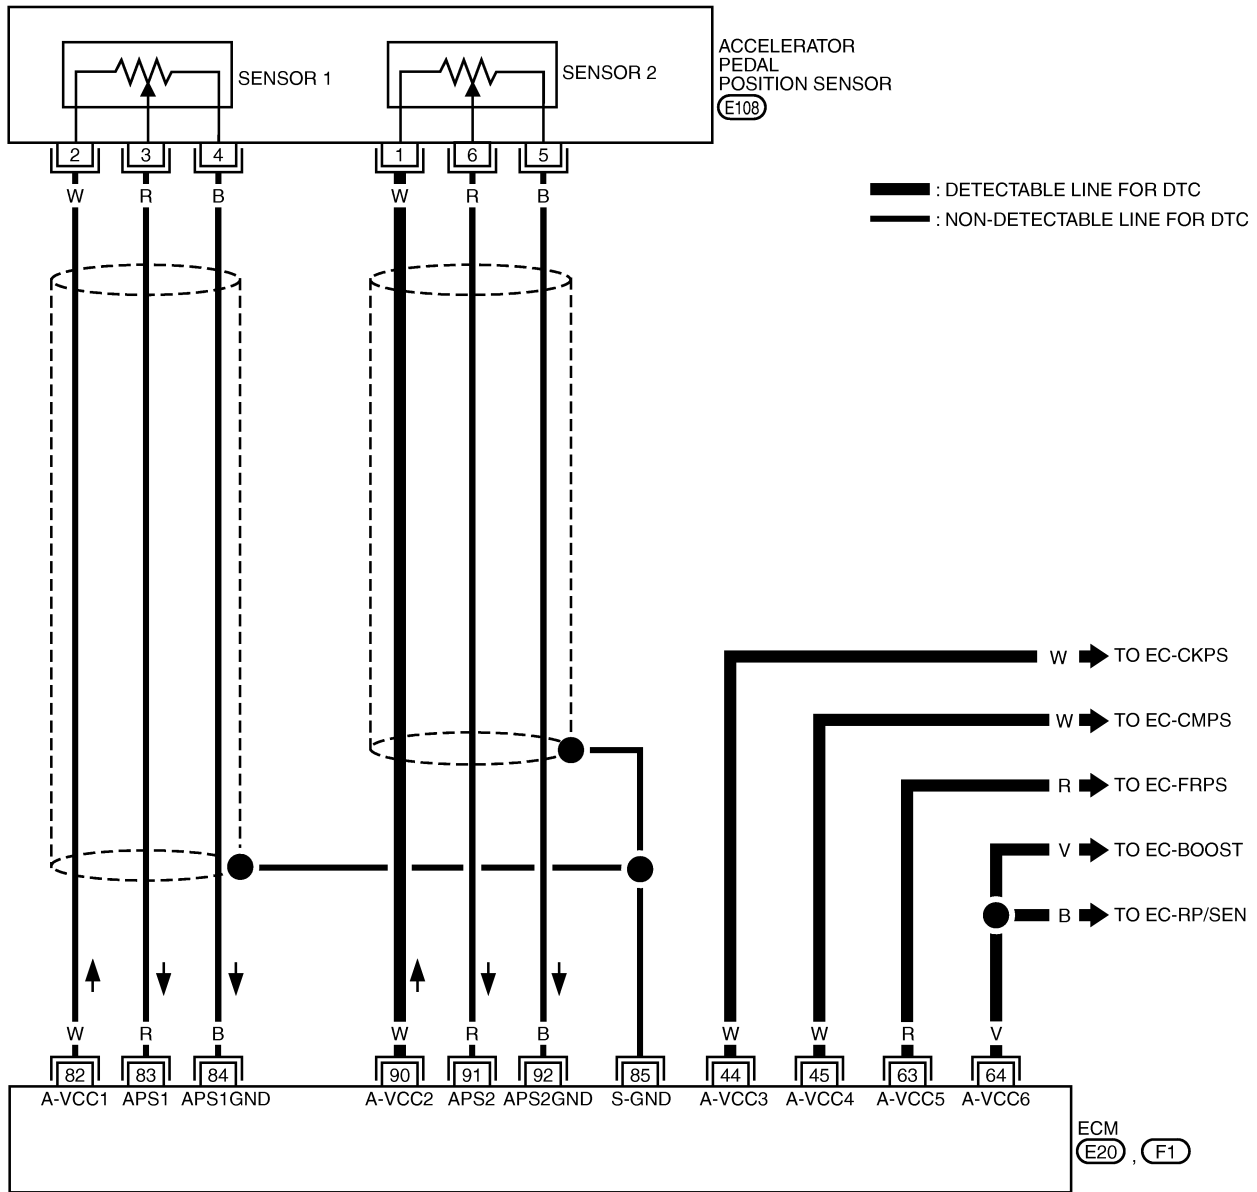 ACCELERATOR
PEDAL
POSITION SENSOR
E108
SENSOR 1
SENSOR 2
2 3 4 1 6 5
W R B W R B
: DETECTABLE LINE FOR DTC
: NON-DETECTABLE LINE FOR DTC
W TO EC-CKPS
W TO EC-CMPS
R TO EC-FRPS
V TO EC-BOOST
B TO EC-RP/SEN
W R B W R B W W R V
82 83 84 90 91 92 85 44 45 63 64
A-VCC1 APS1 APS1GND A-VCC2 APS2 APS2GND S-GND A-VCC3 A-VCC4 A-VCC5 A-VCC6
ECM
E20 , F1